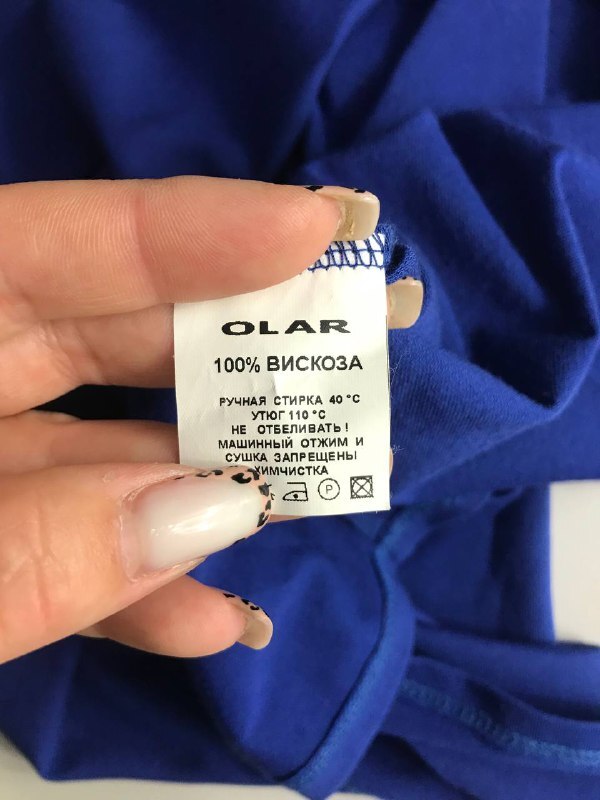 OLAR
100% ВИСКОЗА
РУЧНАЯ СТИРКА 40 °C
УТЮГ 110 °C
НЕ ОТБЕЛИВАТЬ!
МАШИННЫЙ ОТЖИМ И
СУШКА ЗАПРЕЩЕНЫ
ХИМЧИСТКА
P